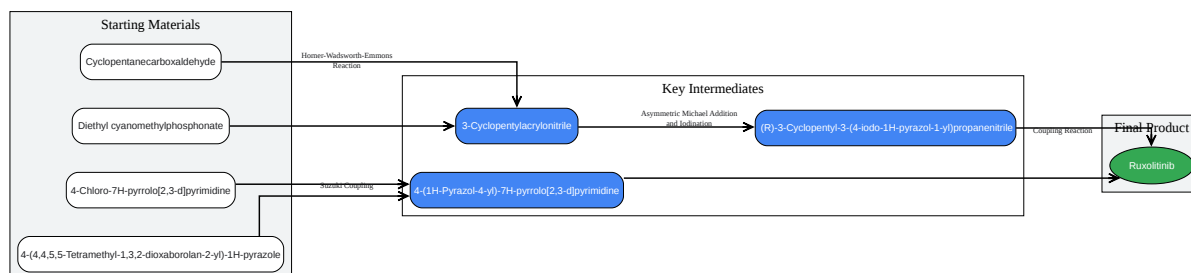 Starting Materials
Cyclopentanecarboxaldehyde
Horner-Wadsworth-Emmons
Reaction
Key Intermediates
Diethyl cyanomethylphosphonate
3-Cyclopentylacrylonitrile
Asymmetric Michael Addition
and Iodination
(R)-3-Cyclopentyl-3-(4-iodo-1H-pyrazol-1-yl)propanenitrile
Coupling Reaction
Final Product
Ruxolitinib
4-Chloro-7H-pyrrolo[2,3-d]pyrimidine
Suzuki Coupling
4-(1H-Pyrazol-4-yl)-7H-pyrrolo[2,3-d]pyrimidine
4-(4,4,5,5-Tetramethyl-1,3,2-dioxaborolan-2-yl)-1H-pyrazole